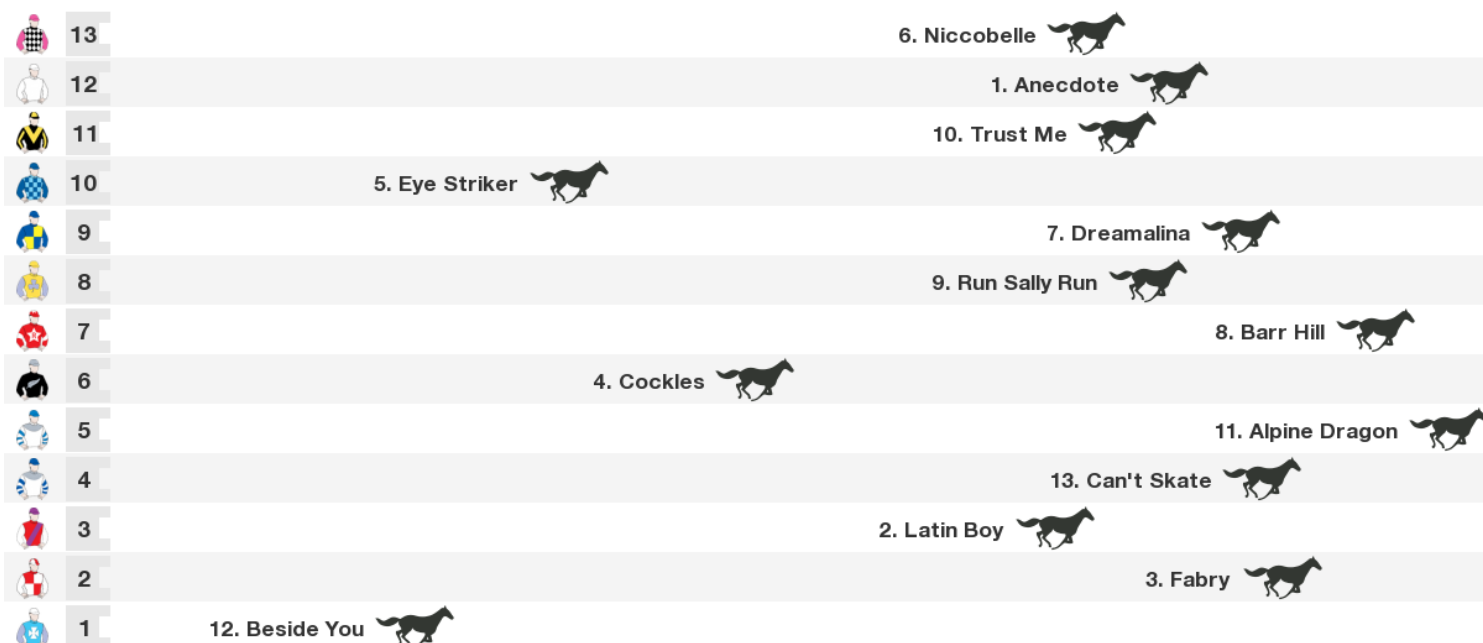 13 6. Niccobelle
12 1. Anecdote
11 10. Trust Me
10 5. Eye Striker
9 7. Dreamalina
8 9. Run Sally Run
7 8. Barr Hill
6 4. Cockles
5 11. Alpine Dragon
4 13. Can't Skate
3 2. Latin Boy
2 3. Fabry
1 12. Beside You